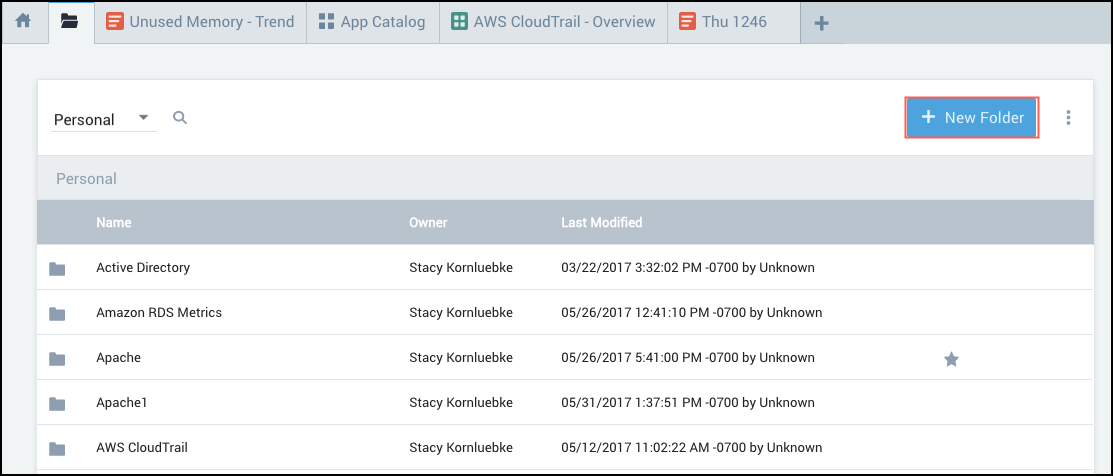 Unused Memory - Trend App Catalog AWS CloudTrail - Overview Thu 1246 +
Personal + New Folder
Personal
Name Owner Last Modified
Active Directory Stacy Kornluebke 03/22/2017 3:32:02 PM -0700 by Unknown
Amazon RDS Metrics Stacy Kornluebke 05/26/2017 12:41:10 PM -0700 by Unknown
Apache Stacy Kornluebke 05/26/2017 5:41:00 PM -0700 by Unknown
Apache1 Stacy Kornluebke 05/31/2017 1:37:51 PM -0700 by Unknown
AWS CloudTrail Stacy Kornluebke 05/12/2017 11:02:22 AM -0700 by Unknown